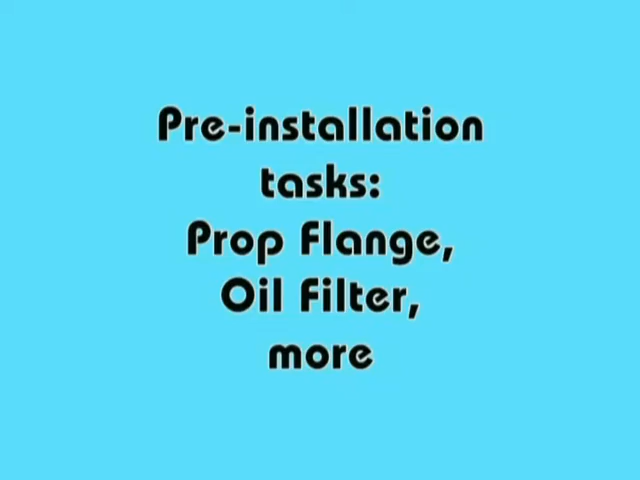 Pre-installation
tasks:
Prop Flange,
Oil Filter,
more